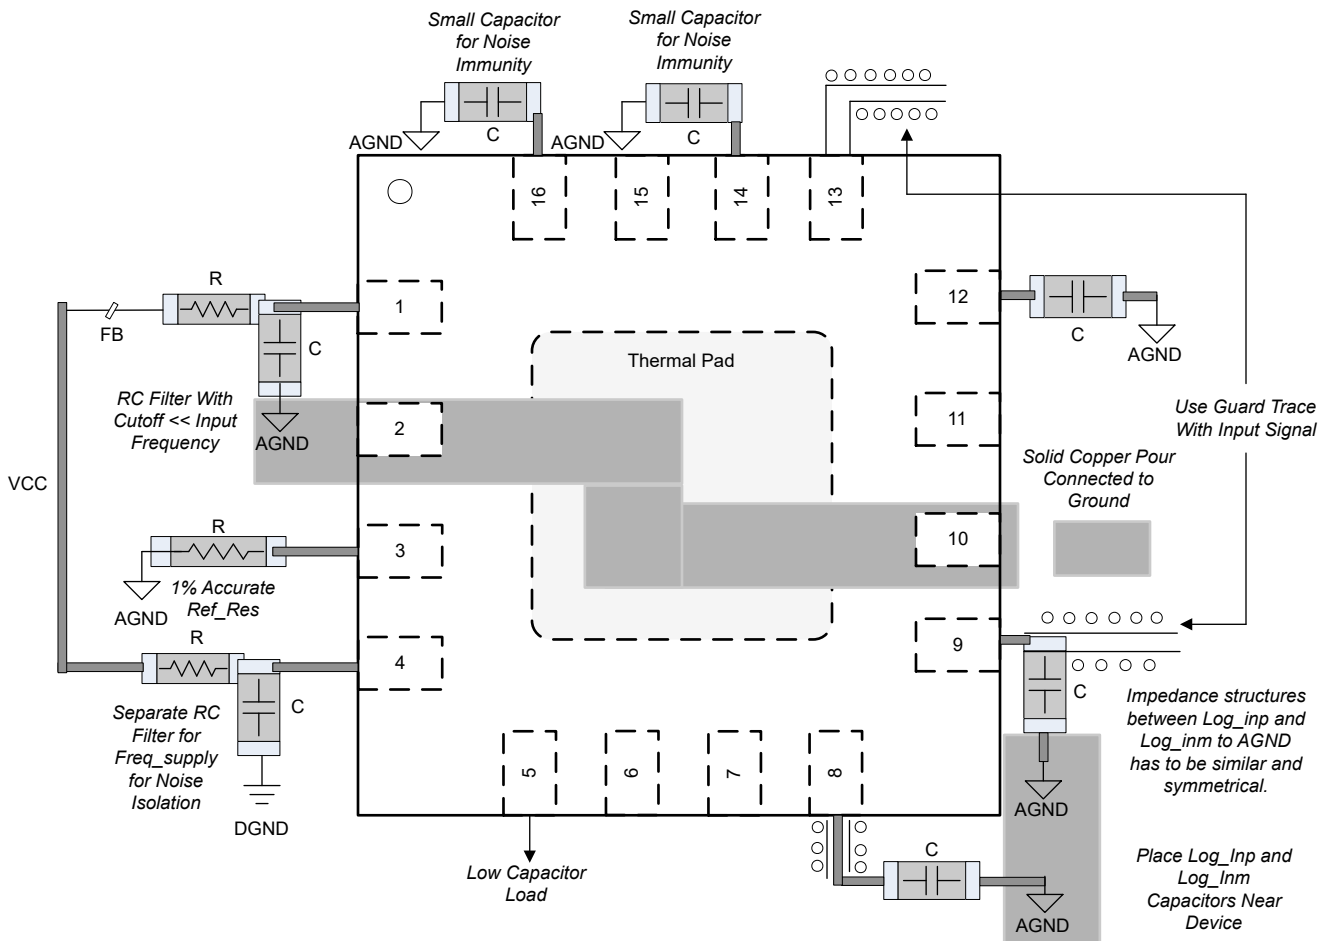 Small Capacitor
for Noise
Immunity
Small Capacitor
for Noise
Immunity
C
C
AGND
AGND
16
15
14
13
R
FB
C
1
12
C
AGND
RC Filter With
Cutoff << Input
Frequency
AGND
2
Thermal Pad
11
Use Guard Trace
With Input Signal
VCC
Solid Copper Pour
Connected to
Ground
R
3
10
AGND
1% Accurate
Ref_Res
R
4
9
C
C
Separate RC
Filter for
Freq_supply
for Noise
Isolation
DGND
5
6
7
8
AGND
Impedance structures
between Log_inp and
Log_inm to AGND
has to be similar and
symmetrical.
Low Capacitor
Load
C
AGND
Place Log_Inp and
Log_Inm
Capacitors Near
Device